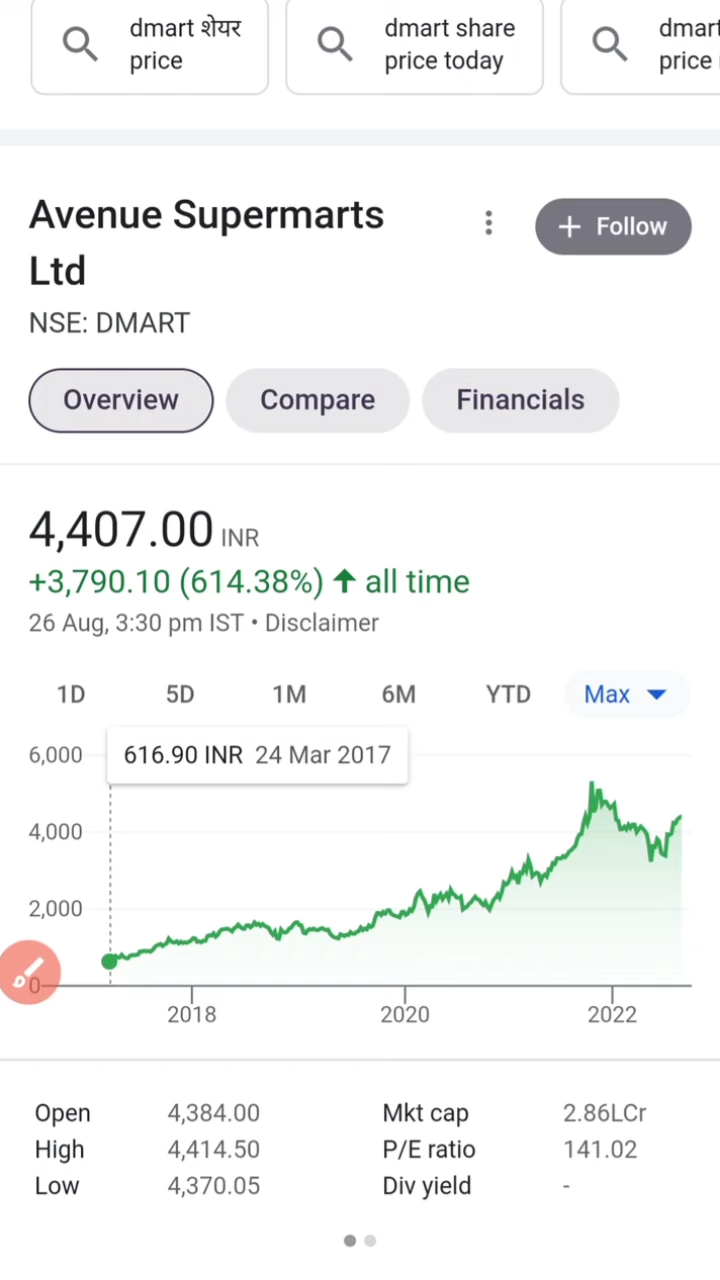 dmart शेयर
price
dmart share
price today
dmart
price
Avenue Supermarts
Ltd
+ Follow
NSE: DMART
Overview Compare Financials
4,407.00 INR
+3,790.10 (614.38%) ↑ all time
26 Aug, 3:30 pm IST • Disclaimer
1D 5D 1M 6M YTD Max
616.90 INR 24 Mar 2017
6,000
4,000
2,000
0
2018 2020 2022
Open 4,384.00 Mkt cap 2.86LCr
High 4,414.50 P/E ratio 141.02
Low 4,370.05 Div yield -